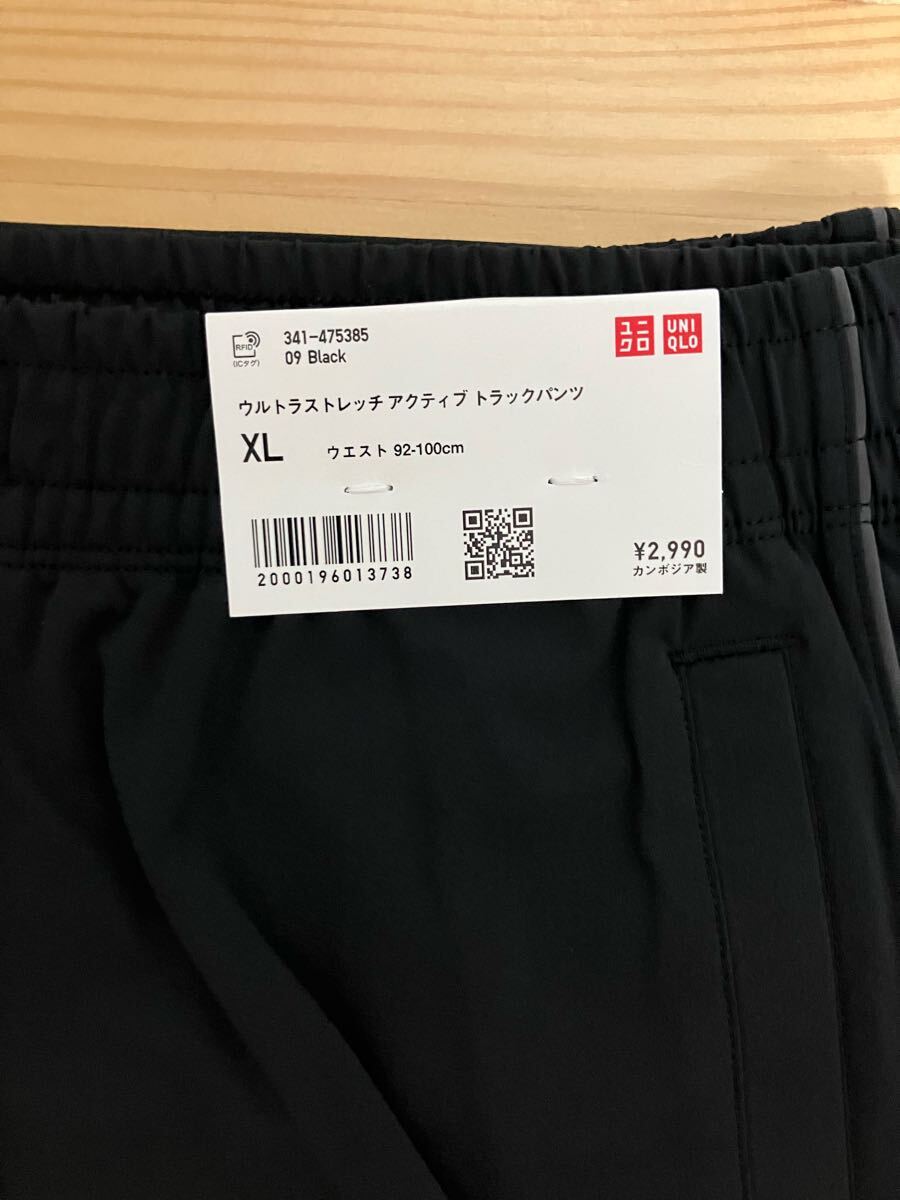 RFID
(ICタグ)
341-475385
09 Black
ユニ
クロ
UNI
QLO
ウルトラストレッチ アクティブ トラックパンツ
XL ウエスト 92-100cm
2000196013738
¥2,990
カンボジア製